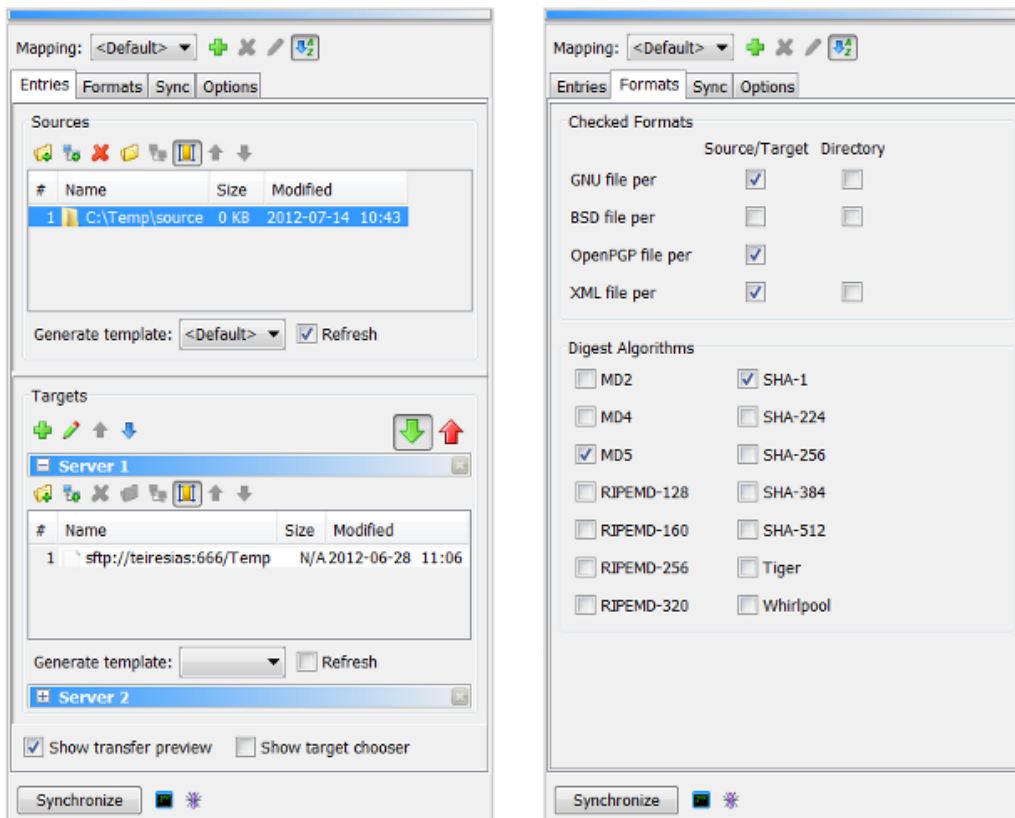 Mapping: <Default>
Entries Formats Sync Options
Sources
# Name Size Modified
1 C:\Temp\source 0 KB 2012-07-14 10:43
Generate template: <Default> Refresh
Targets
Server 1
# Name Size Modified
1 sftp://teiresias:666/Temp N/A 2012-06-28 11:06
Generate template: Refresh
Server 2
Show transfer preview Show target chooser
Synchronize
Mapping: <Default>
Entries Formats Sync Options
Checked Formats
Source/Target Directory
GNU file per
BSD file per
OpenPGP file per
XML file per
Digest Algorithms
MD2 SHA-1
MD4 SHA-224
MD5 SHA-256
RIPEMD-128 SHA-384
RIPEMD-160 SHA-512
RIPEMD-256 Tiger
RIPEMD-320 Whirlpool
Synchronize